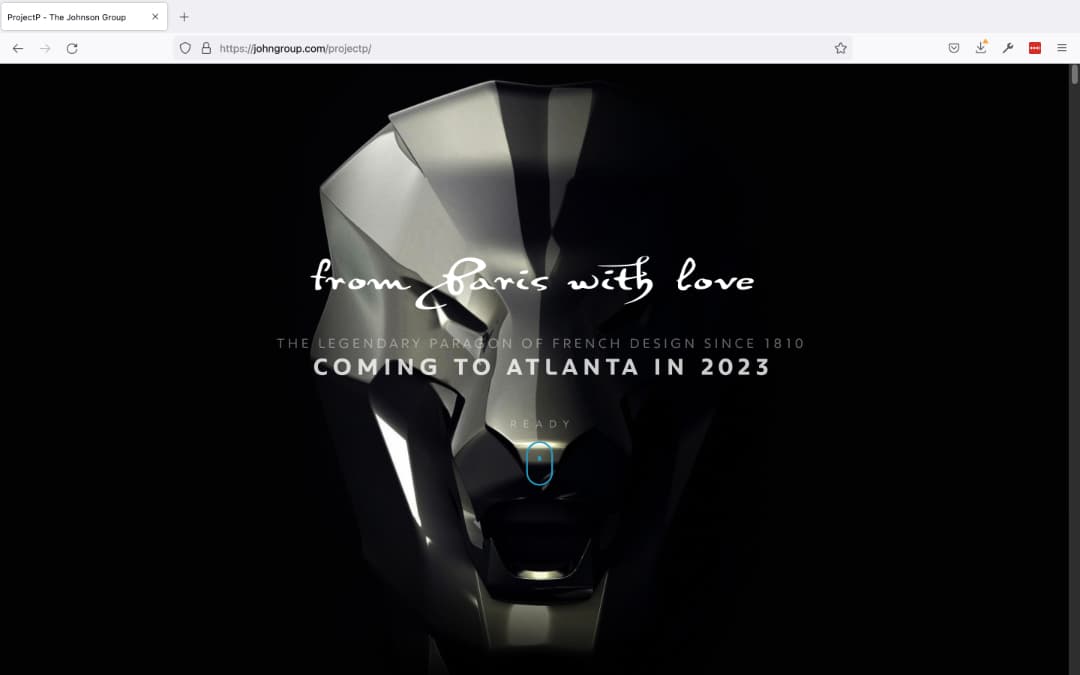 ProjectP - The Johnson Group
https://johngroup.com/projectp/
from Paris with love
THE LEGENDARY PARAGON OF FRENCH DESIGN SINCE 1810
COMING TO ATLANTA IN 2023
READY